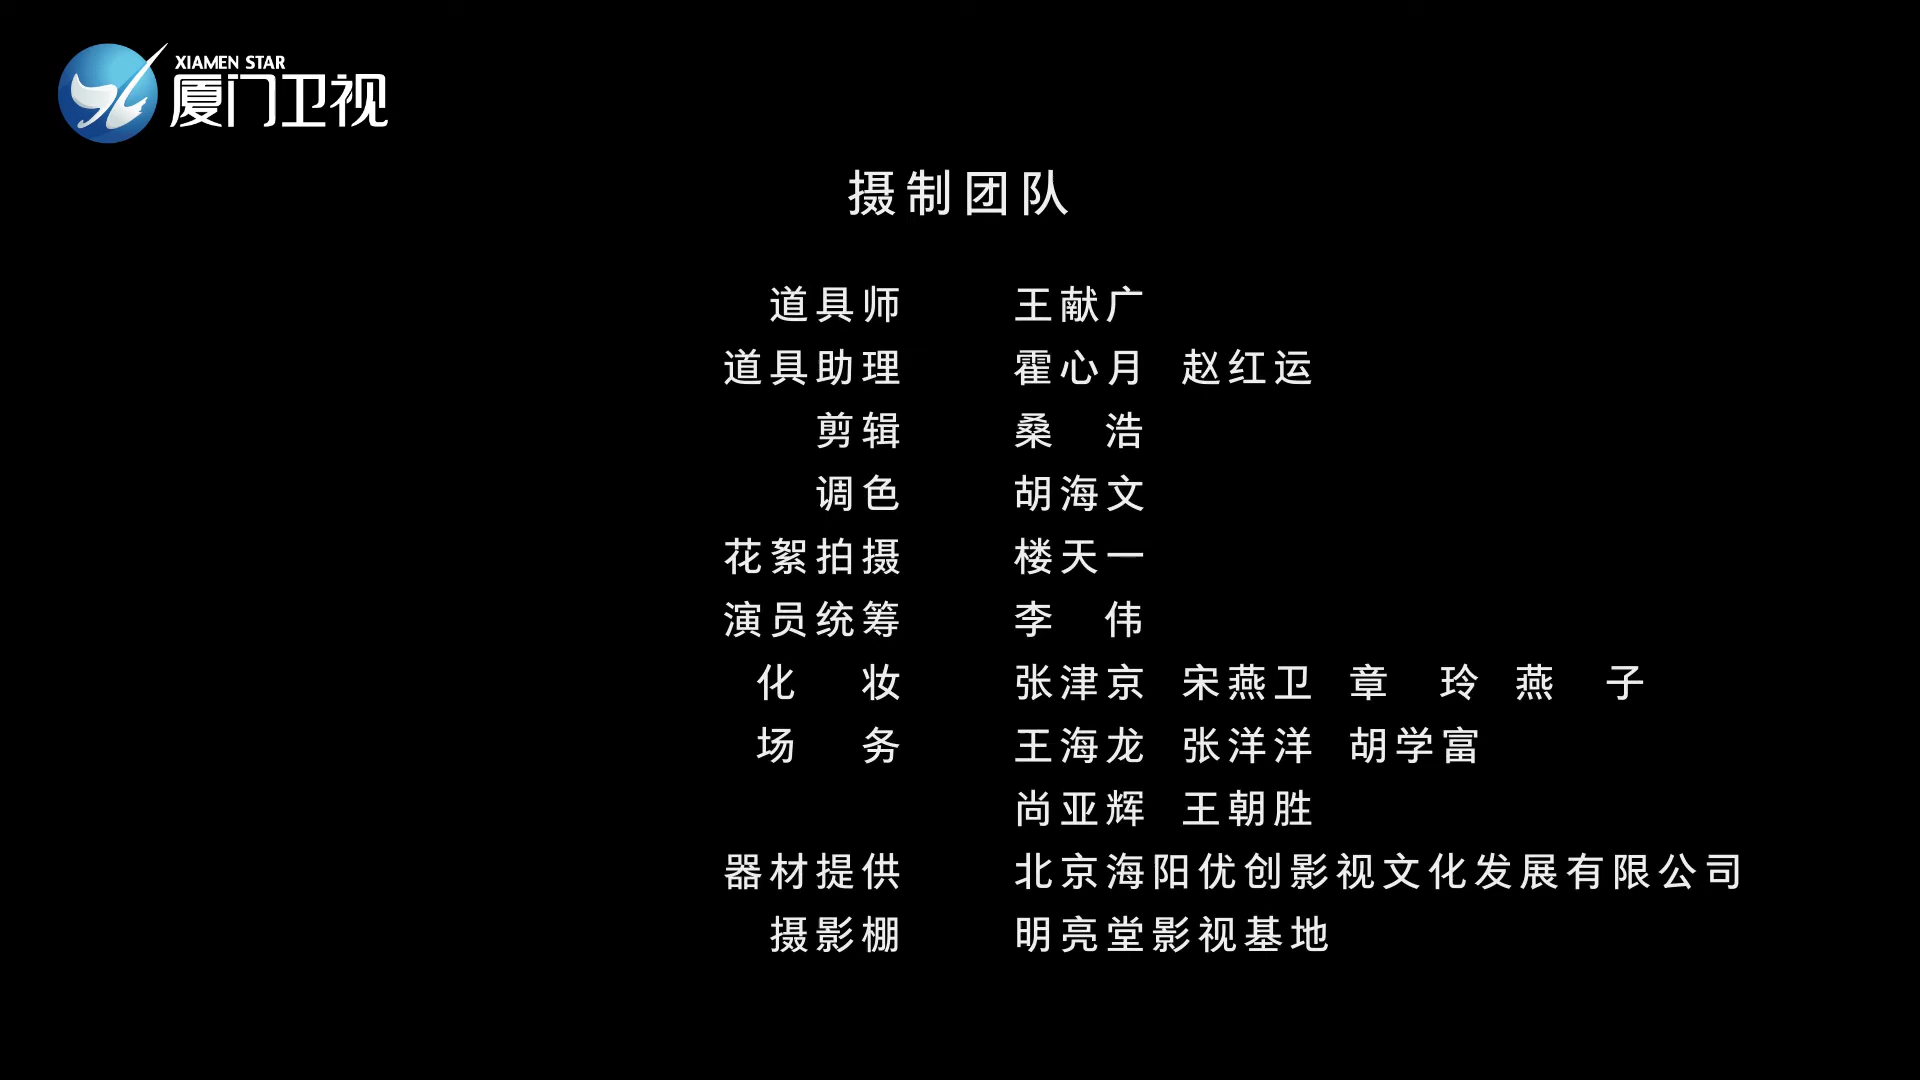 XIAMEN STAR
厦门卫视
摄制团队
道具师 王献广
道具助理 霍心月 赵红运
剪辑 桑 浩
调色 胡海文
花絮拍摄 楼天一
演员统筹 李 伟
化 妆 张津京 宋燕卫 章 玲 燕 子
场 务 王海龙 张洋洋 胡学富
尚亚辉 王朝胜
器材提供 北京海阳优创影视文化发展有限公司
摄影棚 明亮堂影视基地